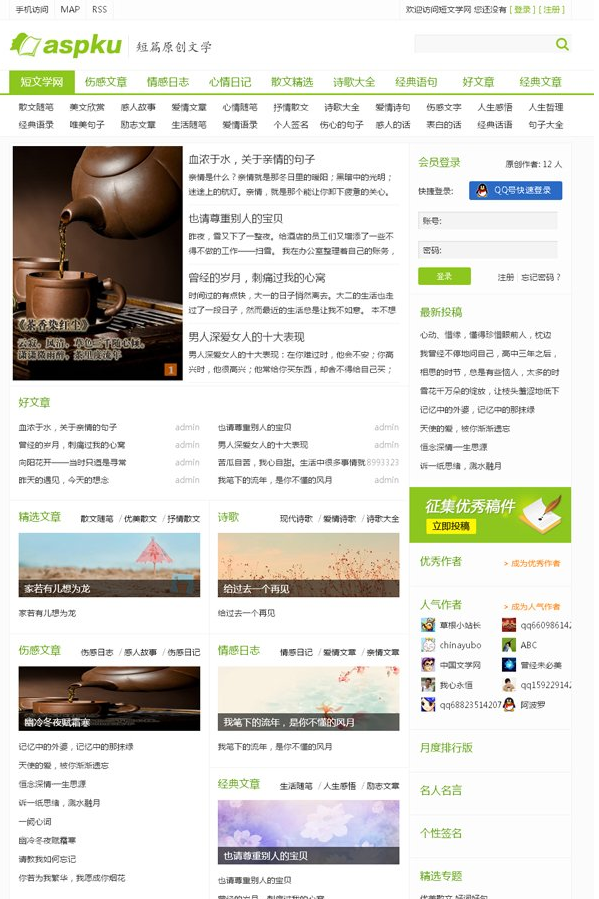 手机访问 MAP RSS 欢迎访问短文学网 您还没有 [ 登录 ] [ 注册 ]
aspku 短篇原创文学
短文学网 伤感文章 情感日志 心情日记 散文精选 诗歌大全 经典语句 好文章 经典文章
散文随笔 美文欣赏 感人故事 爱情文章 心情随笔 抒情散文 诗歌大全 爱情诗句 伤感文字 人生感悟 人生哲理
经典语录 唯美句子 励志文章 生活随笔 爱情语录 个人签名 伤心的句子 感人的话 表白的话 经典话语 句子大全
《茶香染红尘》
1
血浓于水，关于亲情的句子
亲情是什么？亲情就是那冬日里的暖阳；黑暗中的光明；
迷途上的航灯。亲情，就是那个能让你卸下疲惫的关心。
也请尊重别人的宝贝
昨夜，雪又下了一整夜。给酒店的员工们又增添了一些不
得不做的工作——扫雪。 我在办公室整理着自己的账务，
曾经的岁月，刺痛过我的心窝
时间过的有点快，大一的日子悄然离去。大二的生活也走
过了一段日子，然而最近的生活总是让我不如意。 本不想
男人深爱女人的十大表现
男人深爱女人的十大表现：在你难过时，他会不安；你高
兴时，他很高兴；他常给你买东西，却舍不得给自己买；
会员登录 原创作者: 12 人
快捷登录: QQ号快速登录
账号:
密码:
登录 注册 忘记密码？
最新投稿
心动、惜缘，懂得珍惜眼前人，枕边
我曾经不停地问自己，高中三年之后，
相思的时节，总是有些恼人，太多的时
雪花千万朵的绽放，让枝头羞涩地低下
记忆中的外婆，记忆中的那抹绿
天使的爱，被你渐渐遗忘
恒念深情一生思源
诉一纸思绪，溅水融月
好文章
血浓于水，关于亲情的句子 admin 也请尊重别人的宝贝 admin
曾经的岁月，刺痛过我的心窝 admin 男人深爱女人的十大表现 admin
向阳花开——当时只道是寻常 admin 苦瓜自苦，我心自甜。生活中很多事情就 8993323
昨天的遇见，今天的想念 admin 我笔下的流年，是你不懂的风月 admin
征集优秀稿件
立即投稿
精选文章 散文随笔 / 优美散文 / 抒情散文
家若有儿想为龙
家若有儿想为龙
诗歌 现代诗歌 / 爱情诗歌 / 诗歌大全
给过去一个再见
给过去一个再见
优秀作者 > 成为优秀作者
人气作者 > 成为人气作者
草根小站长 qq660986142
chinayubo ABC
中国文学网 曾经未必美
我心永恒 qq15922914
qq68823514207 阿波罗
伤感文章 伤感日志 / 感人故事 / 伤感日记
幽冷冬夜赋霜寒
记忆中的外婆，记忆中的那抹绿
天使的爱，被你渐渐遗忘
恒念深情一生思源
诉一纸思绪，溅水融月
一阙心词
幽冷冬夜赋霜寒
请教我如何忘记
你若为我繁华，我愿成你烟花
情感日志 情感日记 / 爱情文章 / 情感文章
我笔下的流年，是你不懂的风月
我笔下的流年，是你不懂的风月
经典文章 生活随笔 / 人生感悟 / 励志文章
也请尊重别人的宝贝
也请尊重别人的宝贝
曾经的岁月，刺痛过我的心窝
月度排行版
名人名言
个性签名
精选专题